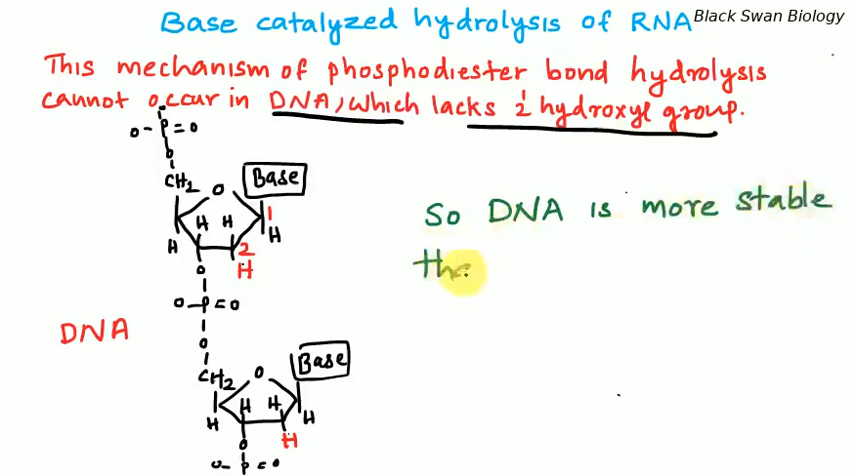 Base catalyzed hydrolysis of RNA
Black Swan Biology
This mechanism of phosphodiester bond hydrolysis
cannot occur in DNA, which lacks 2' hydroxyl group.
O-P=O
O
CH2 O Base
H H H 1 H
2
O H
O-P=O
DNA
O
CH2 O Base
H H H H
O H
O-P=O
So DNA is more stable